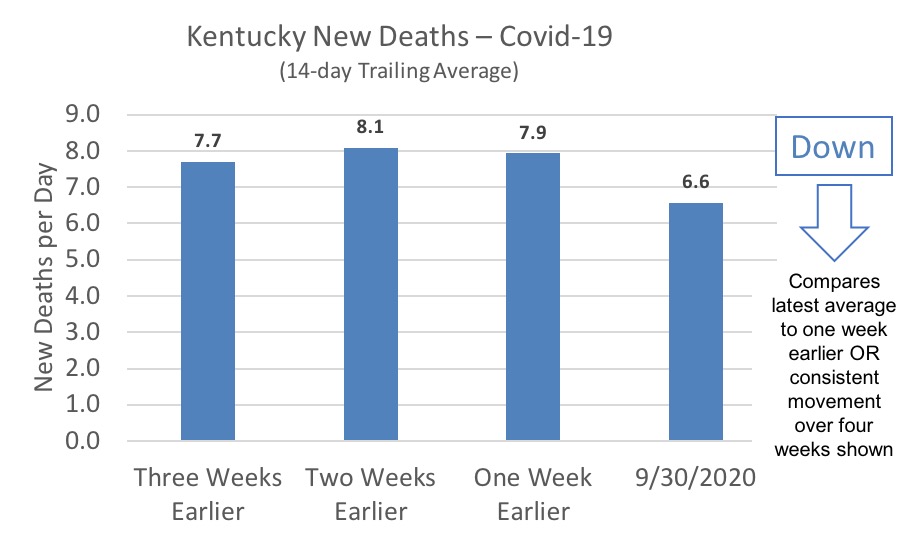 Kentucky New Deaths – Covid-19
(14-day Trailing Average)
New Deaths per Day
9.0
8.0
7.0
6.0
5.0
4.0
3.0
2.0
1.0
0.0
7.7
8.1
7.9
6.6
Three Weeks
Earlier
Two Weeks
Earlier
One Week
Earlier
9/30/2020
Down
Compares
latest average
to one week
earlier OR
consistent
movement
over four
weeks shown